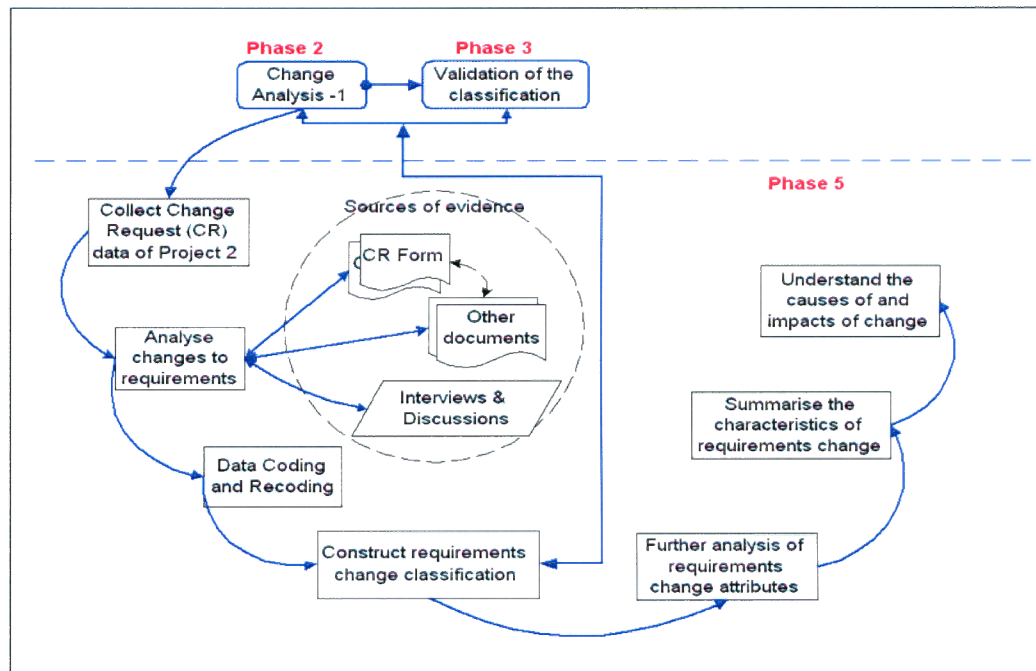 Phase 2
Phase 3
Change
Analysis -1
Validation of the
classification
Phase 5
Collect Change
Request (CR)
data of Project 2
Sources of evidence
CR Form
Other
documents
Analyse
changes to
requirements
Interviews &
Discussions
Understand the
causes of and
impacts of change
Summarise the
characteristics of
requirements change
Data Coding
and Recoding
Construct requirements
change classification
Further analysis of
requirements
change attributes